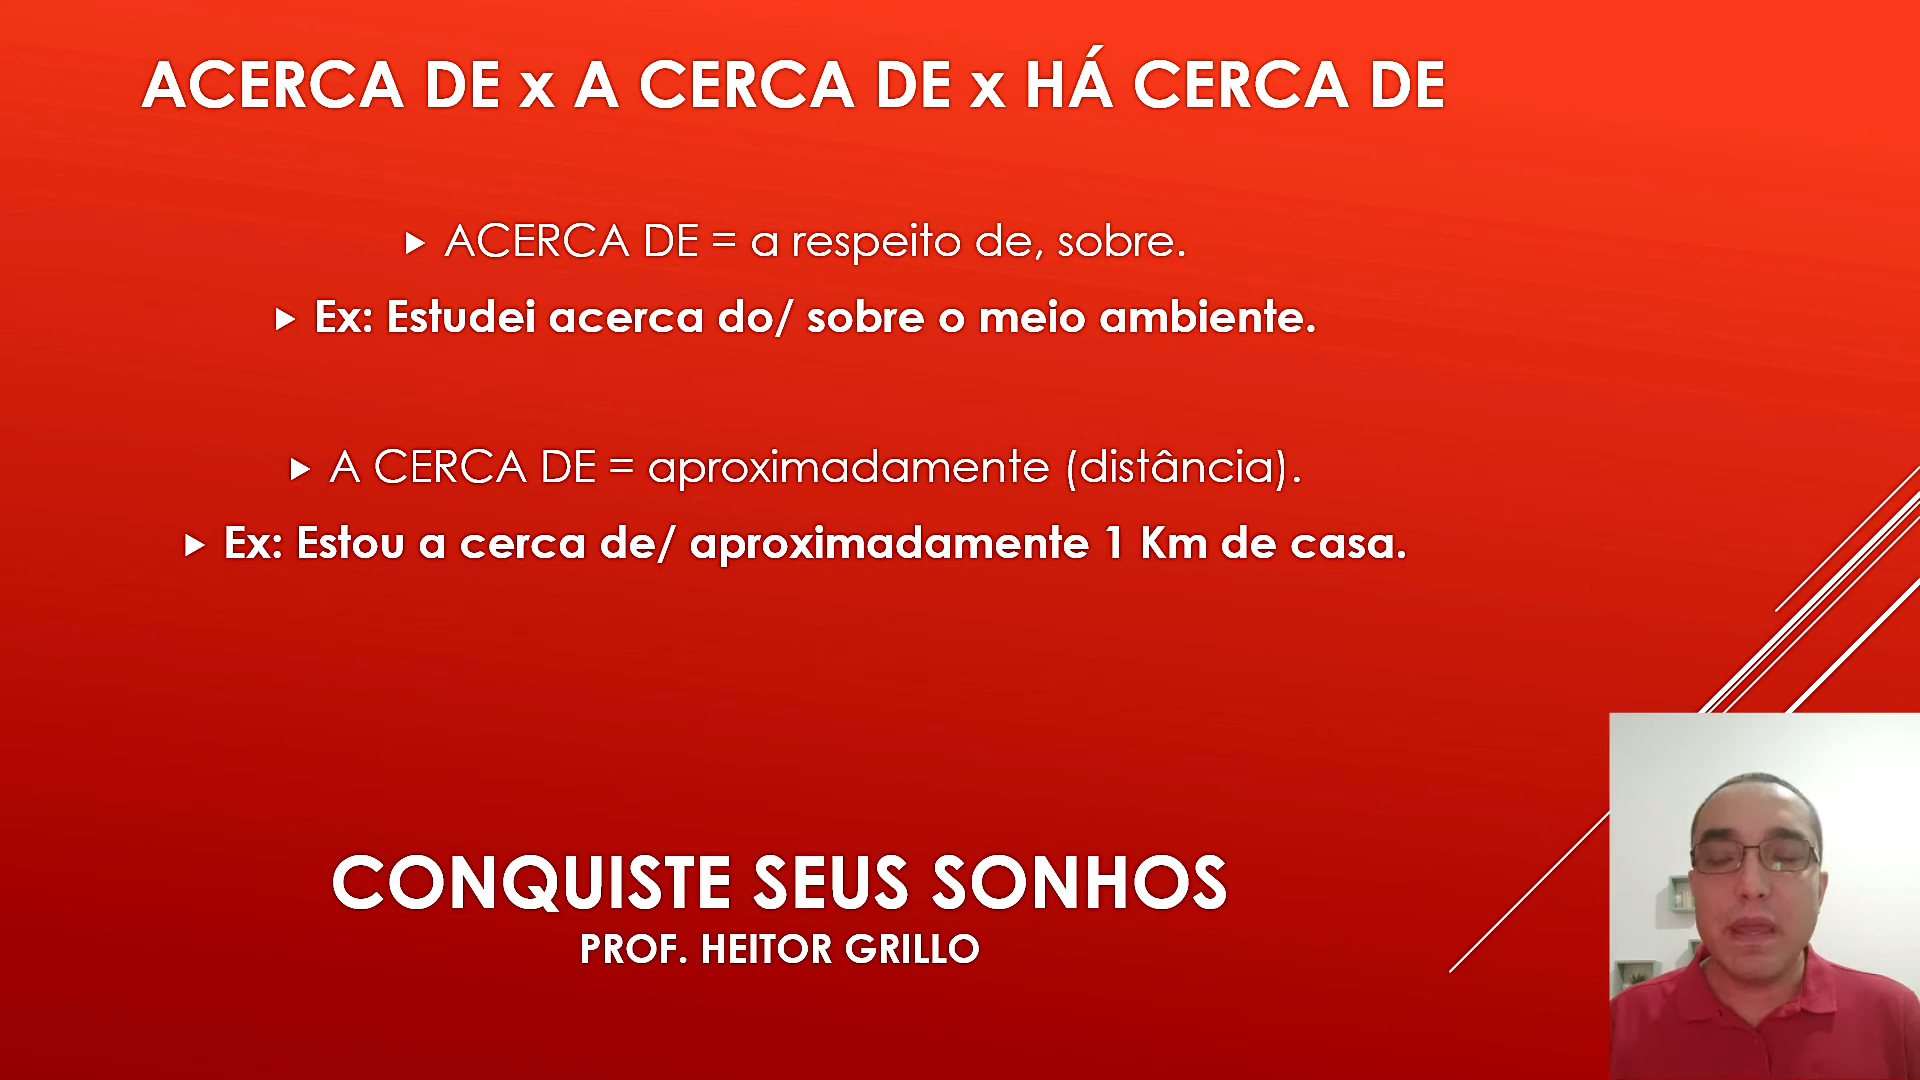 ACERCA DE x A CERCA DE x HÁ CERCA DE
ACERCA DE = a respeito de, sobre.
Ex: Estudei acerca do/ sobre o meio ambiente.
A CERCA DE = aproximadamente (distância).
Ex: Estou a cerca de/ aproximadamente 1 Km de casa.
CONQUISTE SEUS SONHOS
PROF. HEITOR GRILLO